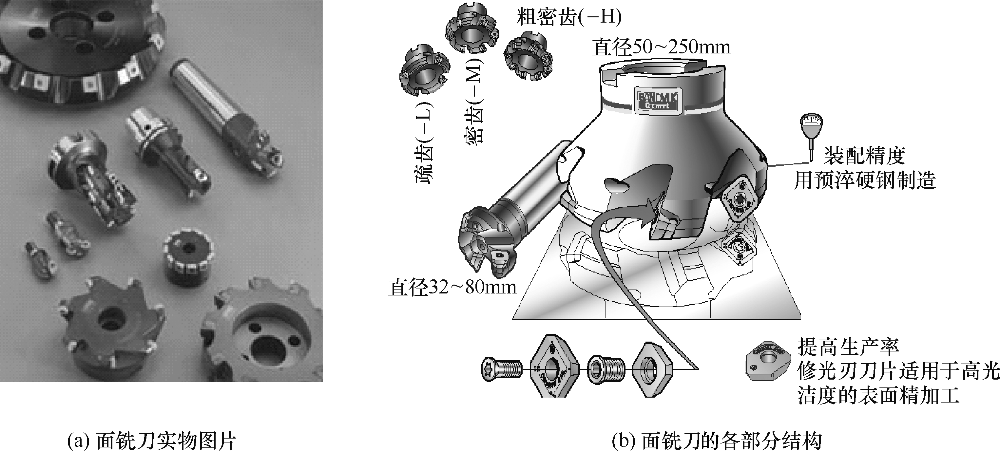 粗密齿(-H)
直径50~250mm
密齿(-M)
疏齿(-L)
SANDVIK
Coromant
装配精度
用预淬硬钢制造
直径32~80mm
提高生产率
修光刃刀片适用于高光
洁度的表面精加工
(a) 面铣刀实物图片
(b) 面铣刀的各部分结构